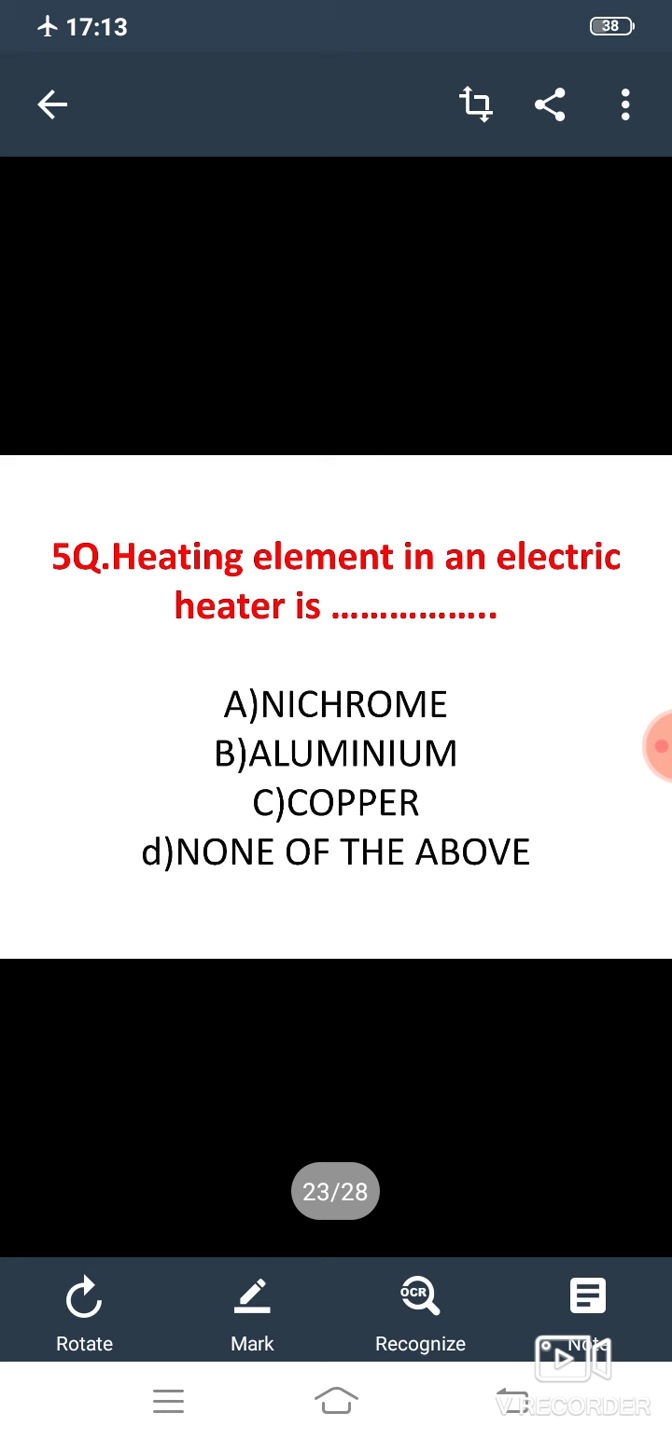 17:13
38
5Q.Heating element in an electric
heater is ……………..
A)NICHROME
B)ALUMINIUM
C)COPPER
d)NONE OF THE ABOVE
23/28
OCR
Rotate
Mark
Recognize
Note
V RECORDER